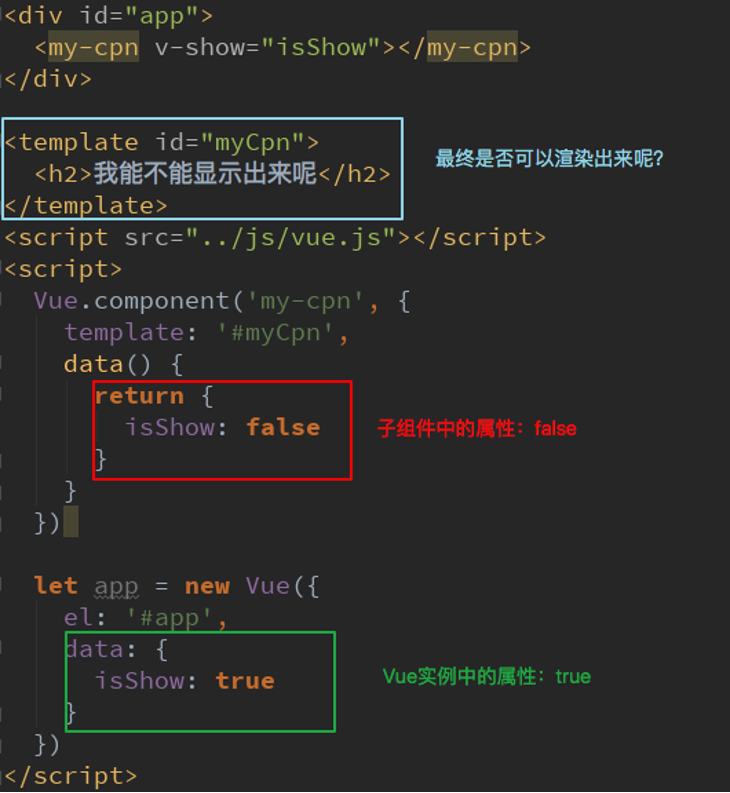 <div id="app">
  <my-cpn v-show="isShow"></my-cpn>
</div>

<template id="myCpn">
最终是否可以渲染出来呢?
  <h2>我能不能显示出来呢</h2>
</template>
<script src="../js/vue.js"></script>
<script>
  Vue.component('my-cpn', {
    template: '#myCpn',
    data() {
      return {
        isShow: false
子组件中的属性：false
      }
    }
  })

  let app = new Vue({
    el: '#app',
    data: {
      isShow: true
Vue实例中的属性：true
    }
  })
</script>